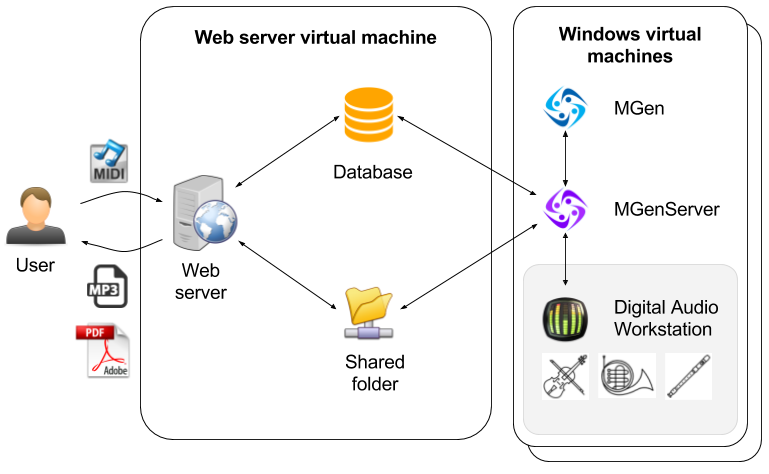 Web server virtual machine
Windows virtual
machines
MGen
MIDI
Database
MGenServer
User
Web
server
MP3
PDF
Adobe
Shared
folder
Digital Audio
Workstation